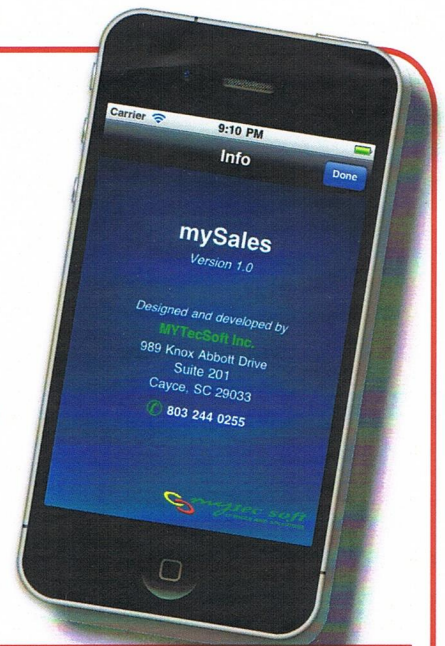 Carrier 9:10 PM
Info
Done
mySales
Version 1.0
Designed and developed by
MYTecSoft Inc.
989 Knox Abbott Drive
Suite 201
Cayce, SC 29033
803 244 0255
mytec soft